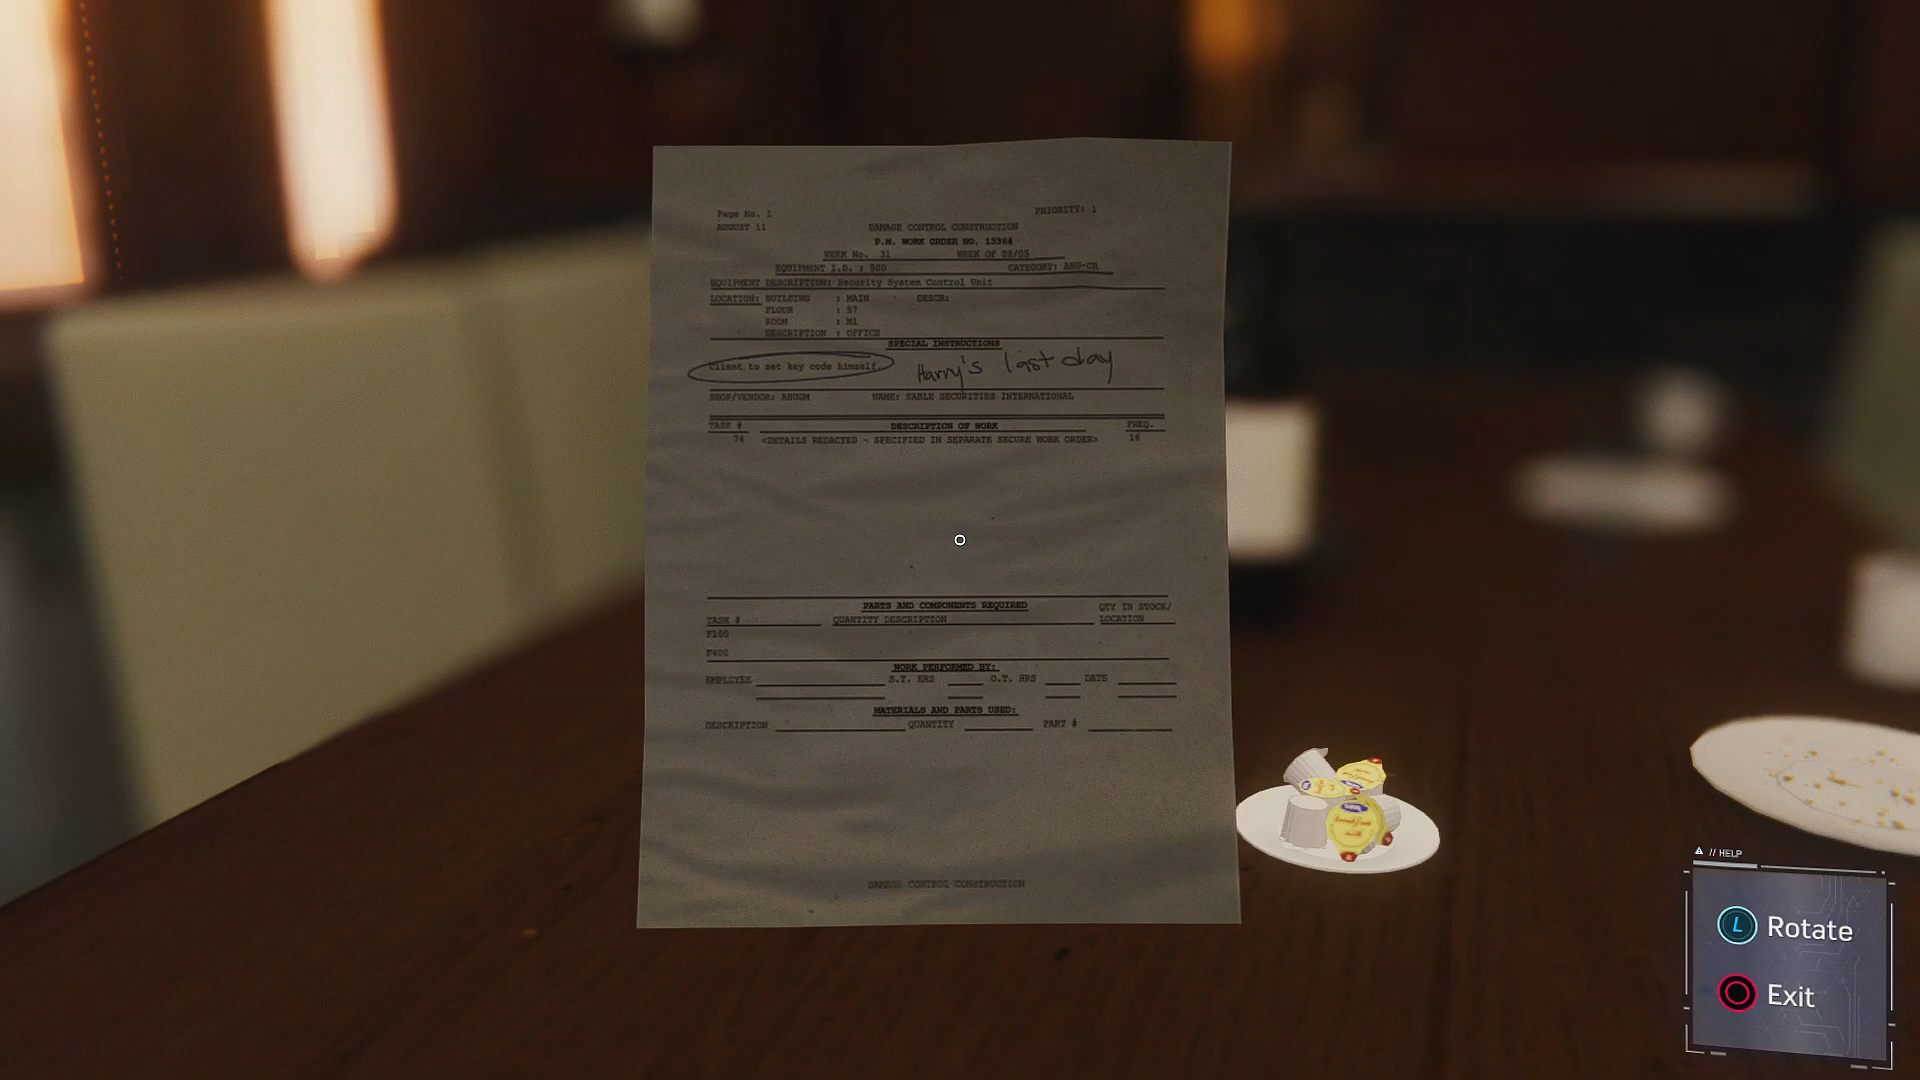 Page No. 1 PRIORITY: 1
AUGUST 11 DAMAGE CONTROL CONSTRUCTION
P.M. WORK ORDER NO. 13364
WEEK No. 31 WEEK OF 08/05
EQUIPMENT I.D. : 500 CATEGORY: AHU-CR
EQUIPMENT DESCRIPTION: Security System Control Unit
LOCATION: BUILDING : MAIN DESCR:
FLOOR : 57
ROOM : M1
DESCRIPTION : OFFICE
SPECIAL INSTRUCTIONS
Client to set key code himself. Harry's last day
SHOP/VENDOR: AHUGM NAME: SABLE SECURITIES INTERNATIONAL
TASK # DESCRIPTION OF WORK FREQ.
74 <DETAILS REDACTED - SPECIFIED IN SEPARATE SECURE WORK ORDER> 16
PARTS AND COMPONENTS REQUIRED QTY IN STOCK/
TASK # QUANTITY DESCRIPTION LOCATION
F100
F400
WORK PERFORMED BY:
EMPLOYEE S.T. HRS O.T. HRS DATE
MATERIALS AND PARTS USED:
DESCRIPTION QUANTITY PART #
DAMAGE CONTROL CONSTRUCTION
// HELP
L Rotate
Exit